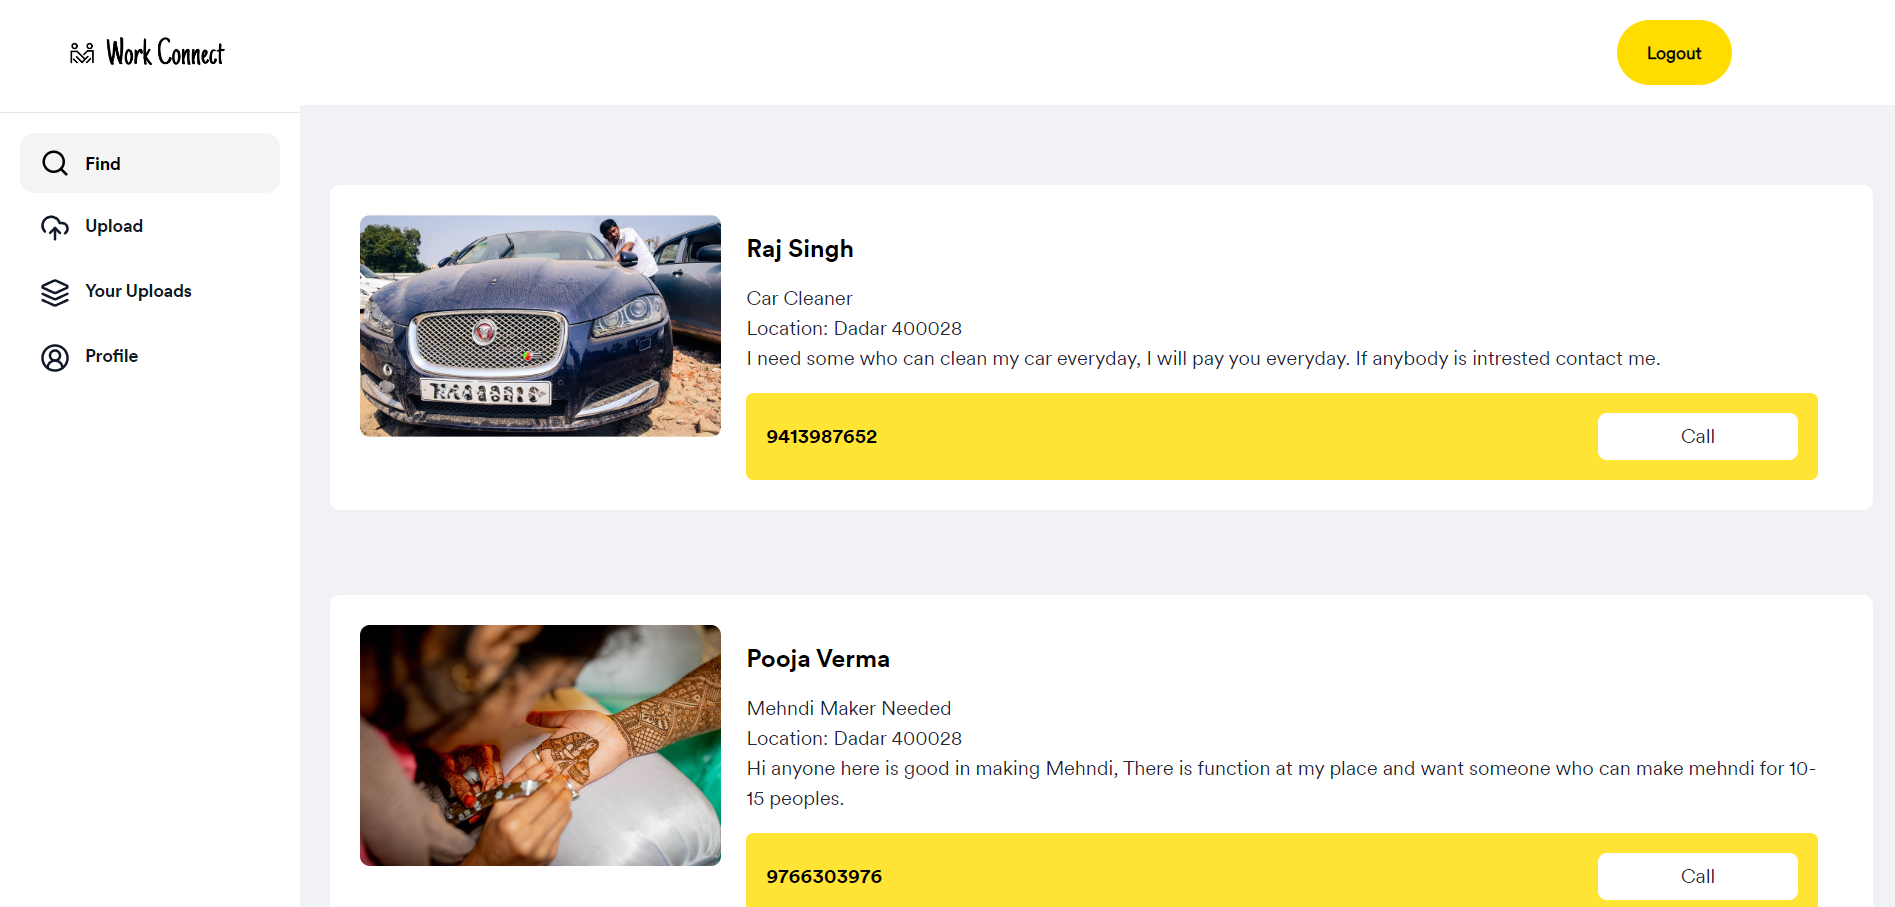 Work Connect
Logout
Find
Upload
Your Uploads
Profile
Raj Singh
Car Cleaner
Location: Dadar 400028
I need some who can clean my car everyday, I will pay you everyday. If anybody is intrested contact me.
9413987652
Call
Pooja Verma
Mehndi Maker Needed
Location: Dadar 400028
Hi anyone here is good in making Mehndi, There is function at my place and want someone who can make mehndi for 10-
15 peoples.
9766303976
Call